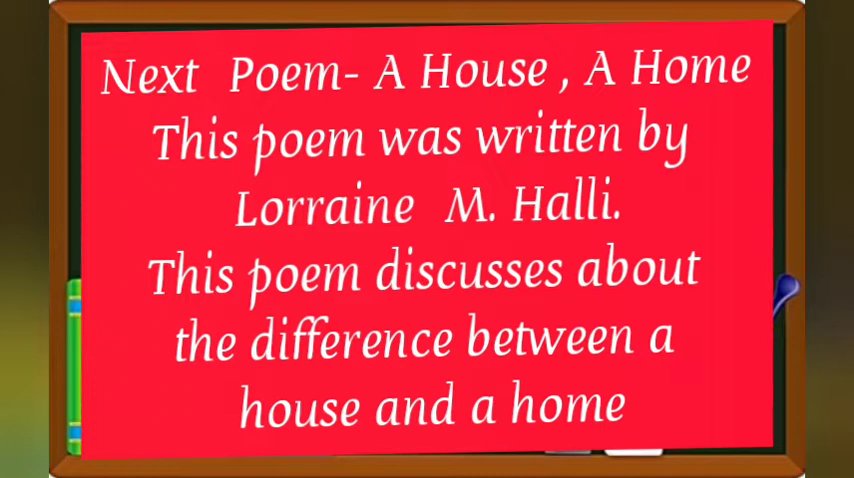 Next Poem- A House , A Home
This poem was written by
Lorraine M. Halli.
This poem discusses about
the difference between a
house and a home